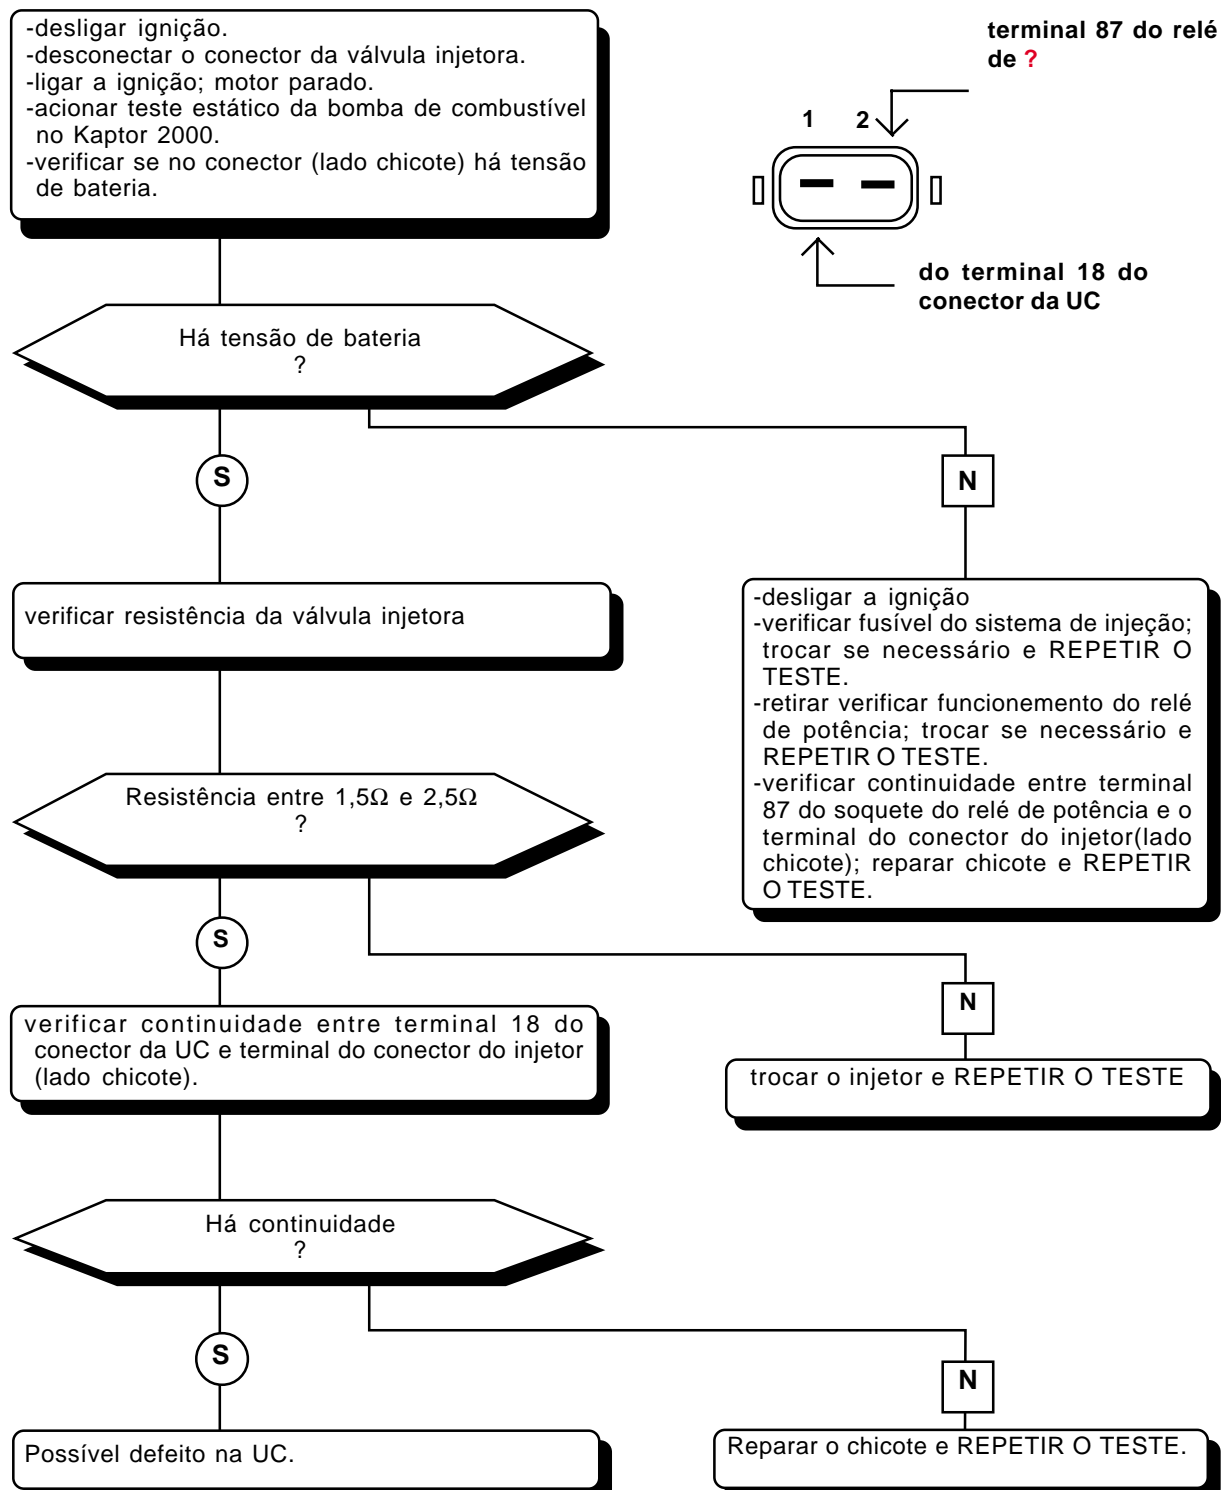 -desligar ignição.
-desconectar o conector da válvula injetora.
-ligar a ignição; motor parado.
-acionar teste estático da bomba de combustível
no Kaptor 2000.
-verificar se no conector (lado chicote) há tensão
de bateria.
terminal 87 do relé
de ?
1 2
do terminal 18 do
conector da UC
Há tensão de bateria
?
S
N
verificar resistência da válvula injetora
-desligar a ignição
-verificar fusível do sistema de injeção;
trocar se necessário e REPETIR O
TESTE.
-retirar verificar funcionemento do relé
de potência; trocar se necessário e
REPETIR O TESTE.
-verificar continuidade entre terminal
87 do soquete do relé de potência e o
terminal do conector do injetor(lado
chicote); reparar chicote e REPETIR
O TESTE.
Resistência entre 1,5Ω e 2,5Ω
?
S
N
verificar continuidade entre terminal 18 do
conector da UC e terminal do conector do injetor
(lado chicote).
trocar o injetor e REPETIR O TESTE
Há continuidade
?
S
N
Possível defeito na UC.
Reparar o chicote e REPETIR O TESTE.